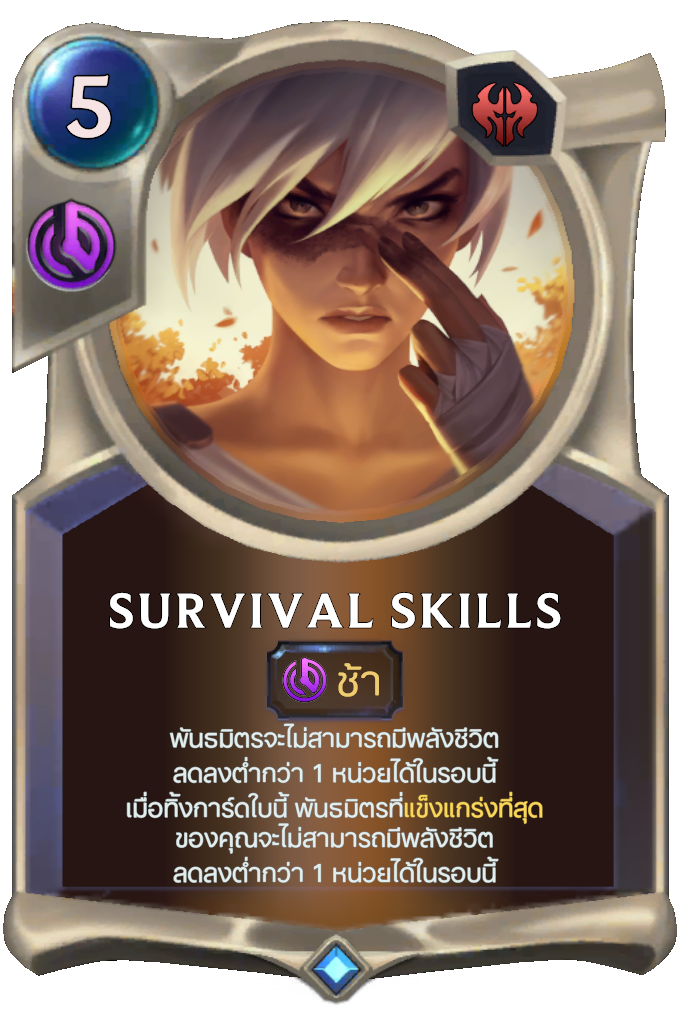 5
SURVIVAL SKILLS
ช้า
พันธมิตรจะไม่สามารถมีพลังชีวิต
ลดลงต่ำกว่า 1 หน่วยได้ในรอบนี้
เมื่อทิ้งการ์ดใบนี้ พันธมิตรที่แข็งแกร่งที่สุด
ของคุณจะไม่สามารถมีพลังชีวิต
ลดลงต่ำกว่า 1 หน่วยได้ในรอบนี้